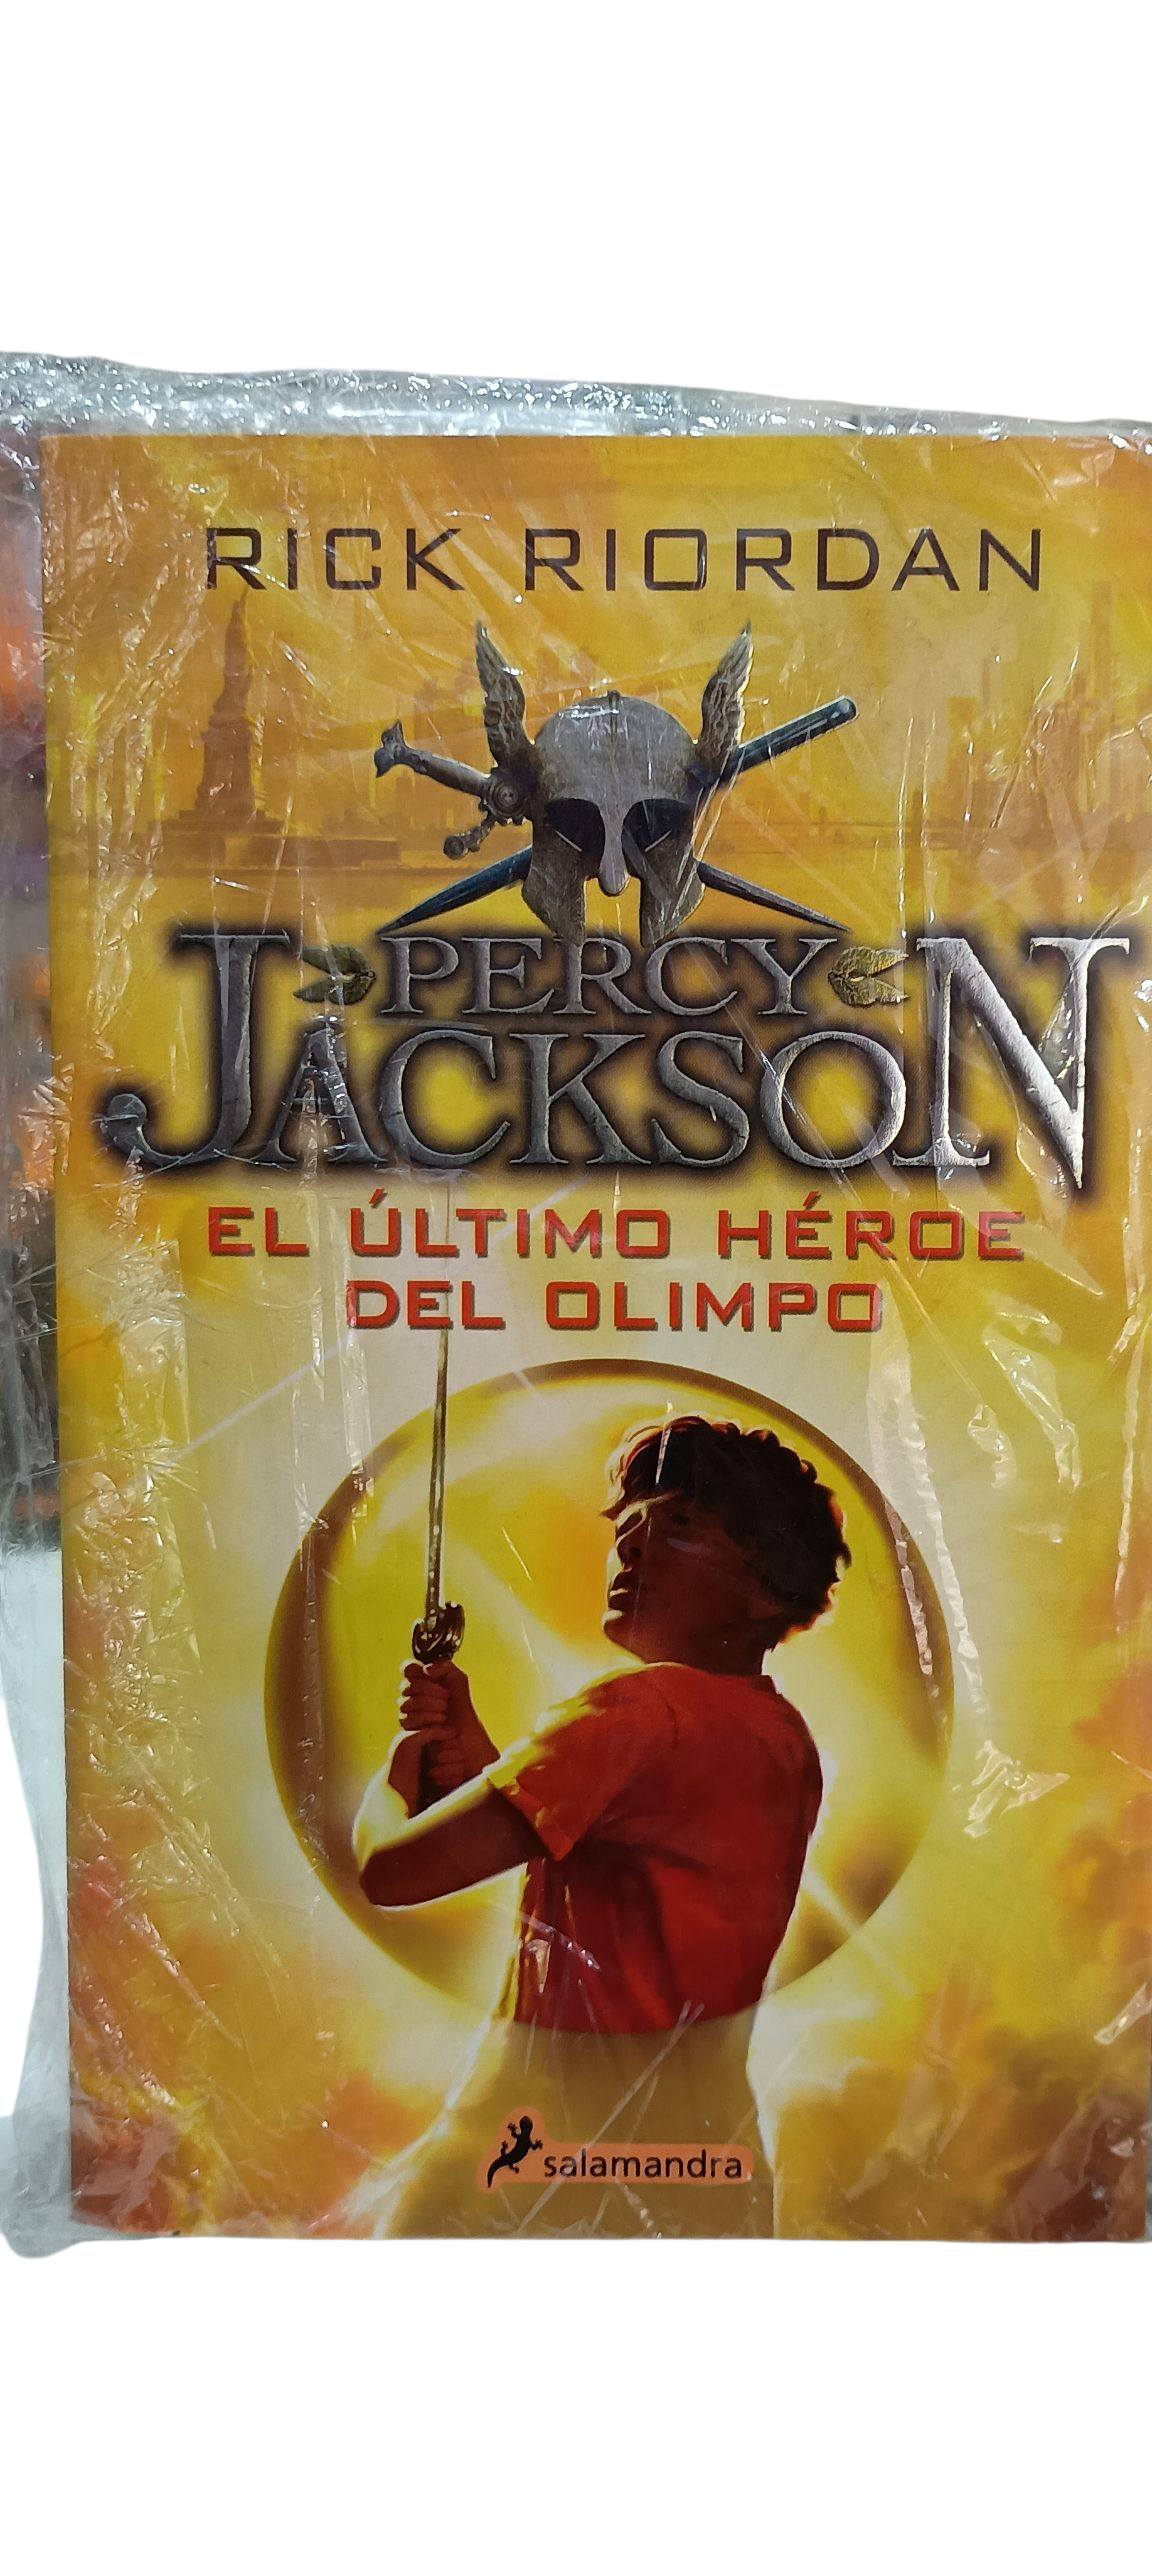 RICK RIORDAN
PERCY
JACKSON
EL ÚLTIMO HÉROE
DEL OLIMPO
salamandra